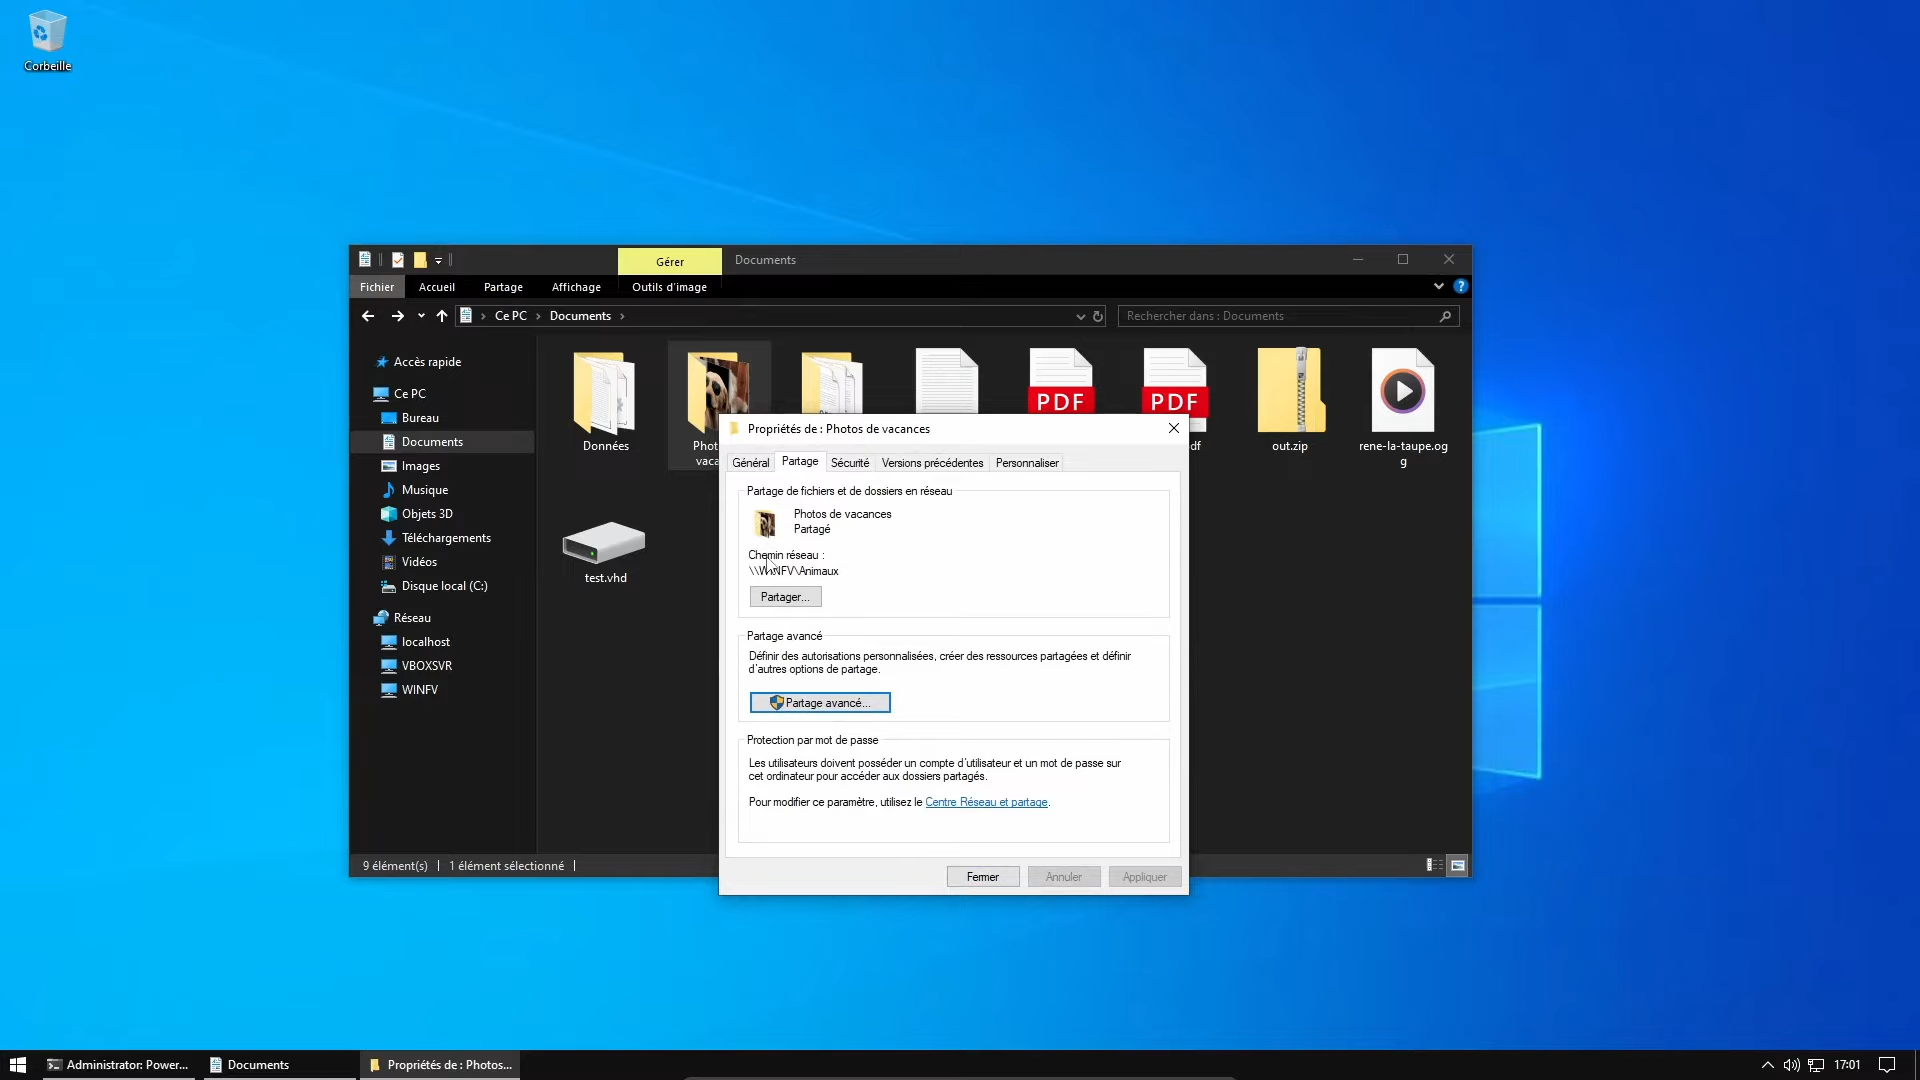 Corbeille
Gérer
Documents
Fichier
Accueil
Partage
Affichage
Outils d'image
Ce PC
Documents
Rechercher dans : Documents
Accès rapide
Ce PC
Bureau
Documents
Images
Musique
Objets 3D
Téléchargements
Vidéos
Disque local (C:)
Réseau
localhost
VBOXSVR
WINFV
Données
Phot
vaca
PDF
PDF
df
out.zip
rene-la-taupe.og
g
test.vhd
9 élément(s)
1 élément sélectionné
Propriétés de : Photos de vacances
Général
Partage
Sécurité
Versions précédentes
Personnaliser
Partage de fichiers et de dossiers en réseau
Photos de vacances
Partagé
Chemin réseau :
\\WINFV\Animaux
Partager...
Partage avancé
Définir des autorisations personnalisées, créer des ressources partagées et définir
d'autres options de partage.
Partage avancé...
Protection par mot de passe
Les utilisateurs doivent posséder un compte d'utilisateur et un mot de passe sur
cet ordinateur pour accéder aux dossiers partagés.
Pour modifier ce paramètre, utilisez le Centre Réseau et partage.
Fermer
Annuler
Appliquer
Administrator: Power...
Documents
Propriétés de : Photos...
17:01